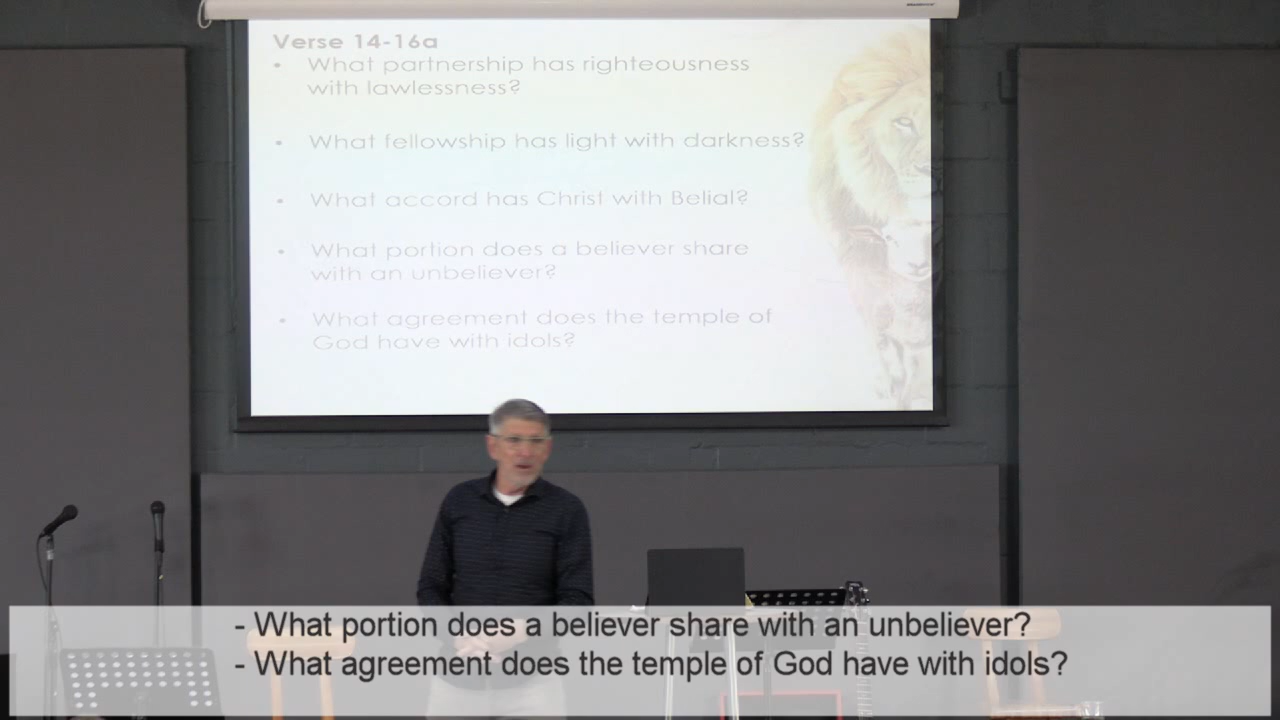 Verse 14-16a
• What partnership has righteousness
with lawlessness?
• What fellowship has light with darkness?
• What accord has Christ with Belial?
• What portion does a believer share
with an unbeliever?
• What agreement does the temple of
God have with idols?
- What portion does a believer share with an unbeliever?
- What agreement does the temple of God have with idols?